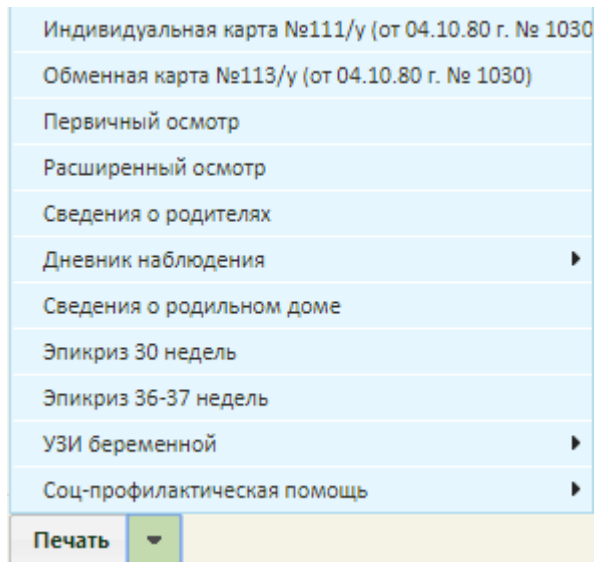 Индивидуальная карта №111/у (от 04.10.80 г. № 1030
Обменная карта №113/у (от 04.10.80 г. № 1030)
Первичный осмотр
Расширенный осмотр
Сведения о родителях
Дневник наблюдения
Сведения о родильном доме
Эпикриз 30 недель
Эпикриз 36-37 недель
УЗИ беременной
Соц-профилактическая помощь
Печать